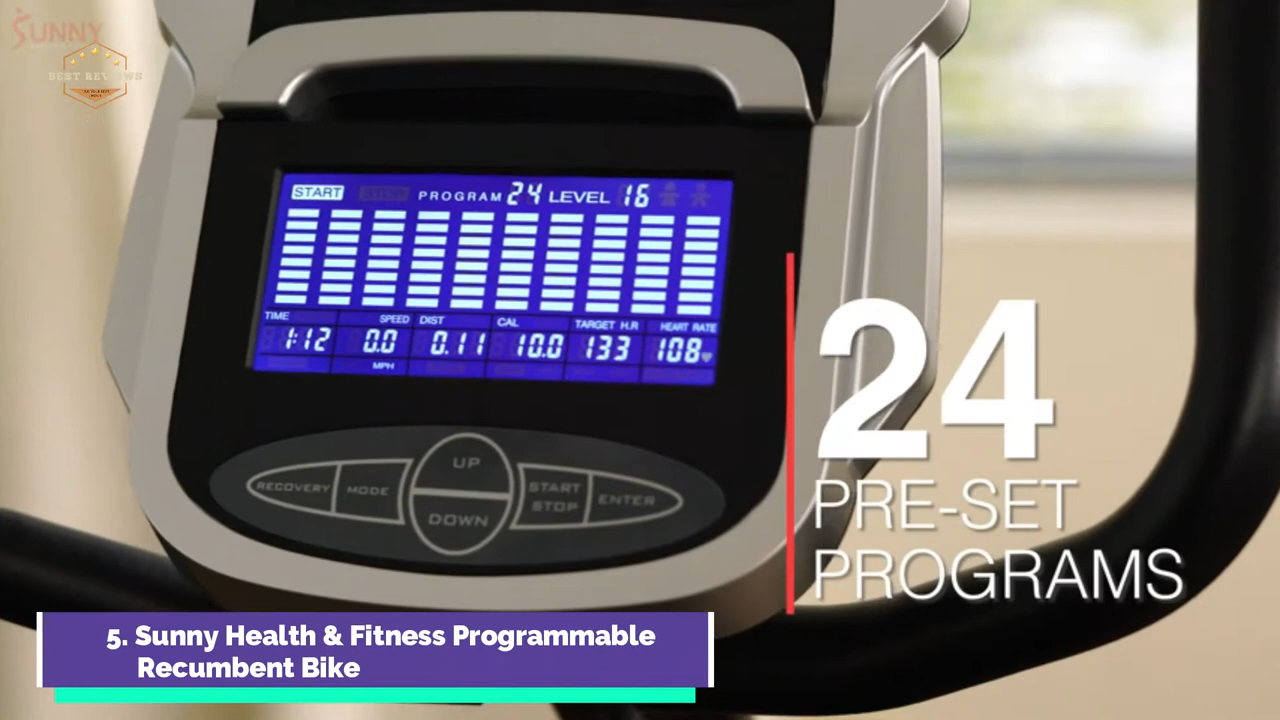 SUNNY
BEST REVIEWS
START STOP PROGRAM 24 LEVEL 16
TIME SPEED DIST CAL TARGET H.R HEART RATE
1:12 0.0 0.11 10.0 133 108
MPH
RECOVERY MODE UP DOWN START STOP ENTER
24
PRE-SET
PROGRAMS
5. Sunny Health & Fitness Programmable
Recumbent Bike